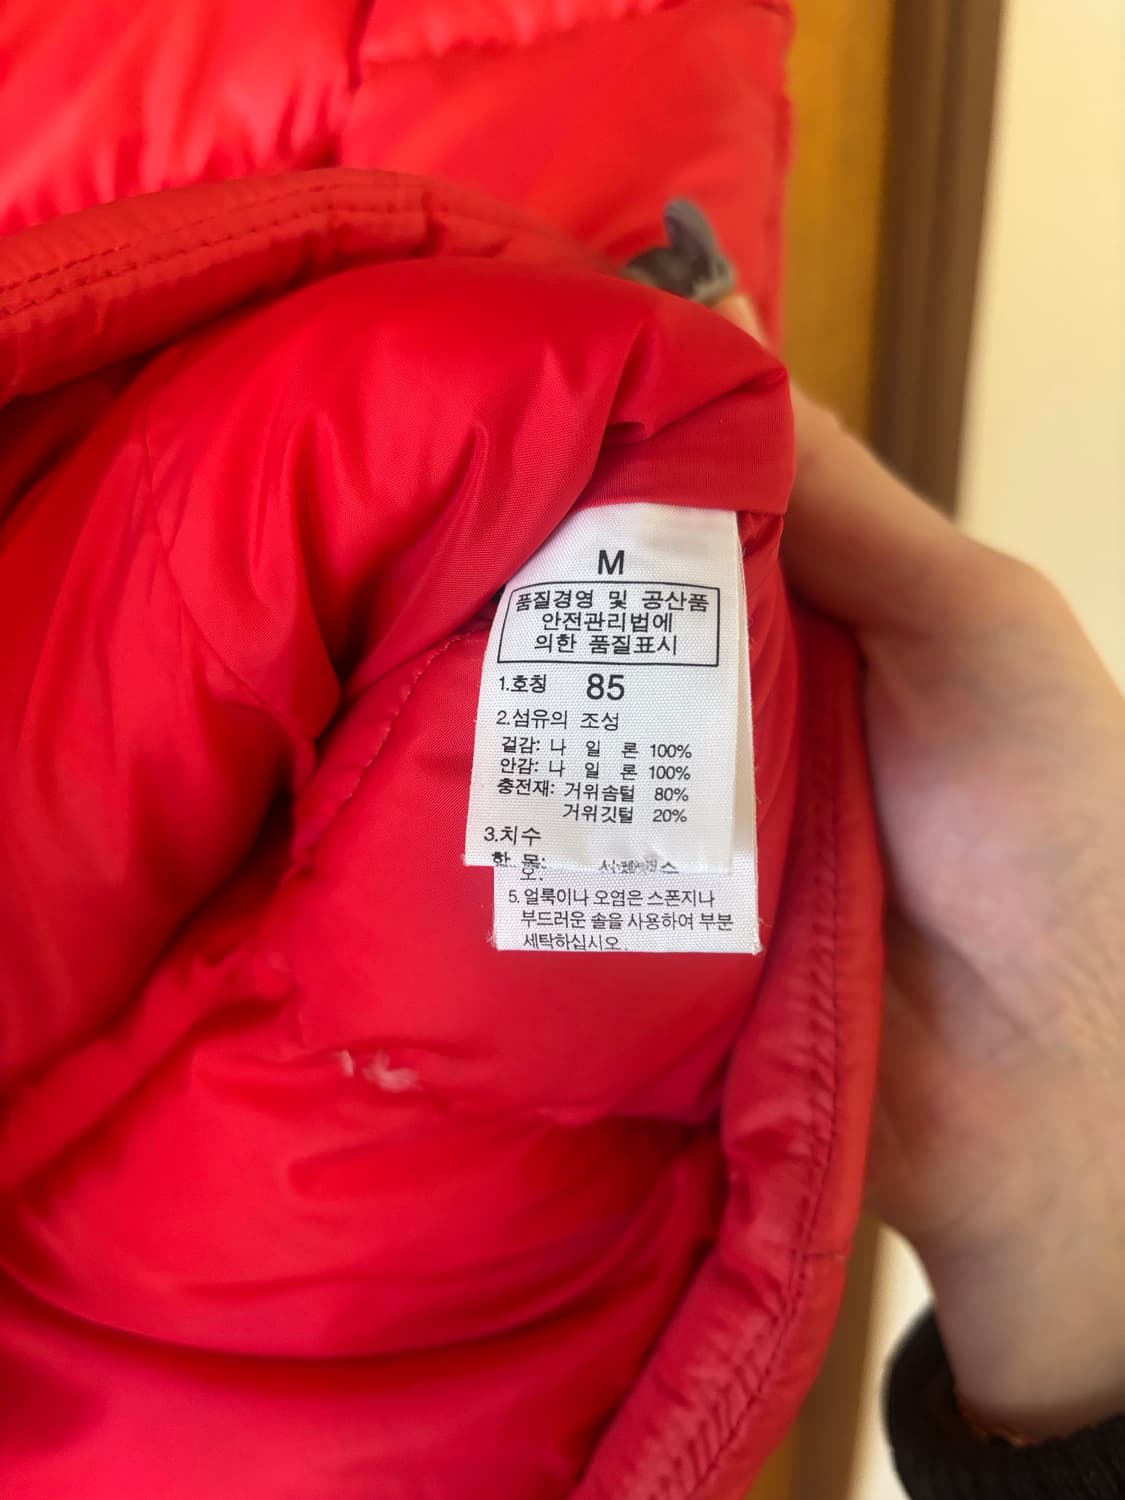 M
품질경영 및 공산품
안전관리법에
의한 품질표시
1.호칭 85
2.섬유의 조성
겉감: 나 일 론 100%
안감: 나 일 론 100%
충전재: 거위솜털 80%
거위깃털 20%
3.치수
오.
5. 얼룩이나 오염은 스폰지나
부드러운 솔을 사용하여 부분
세탁하십시오.